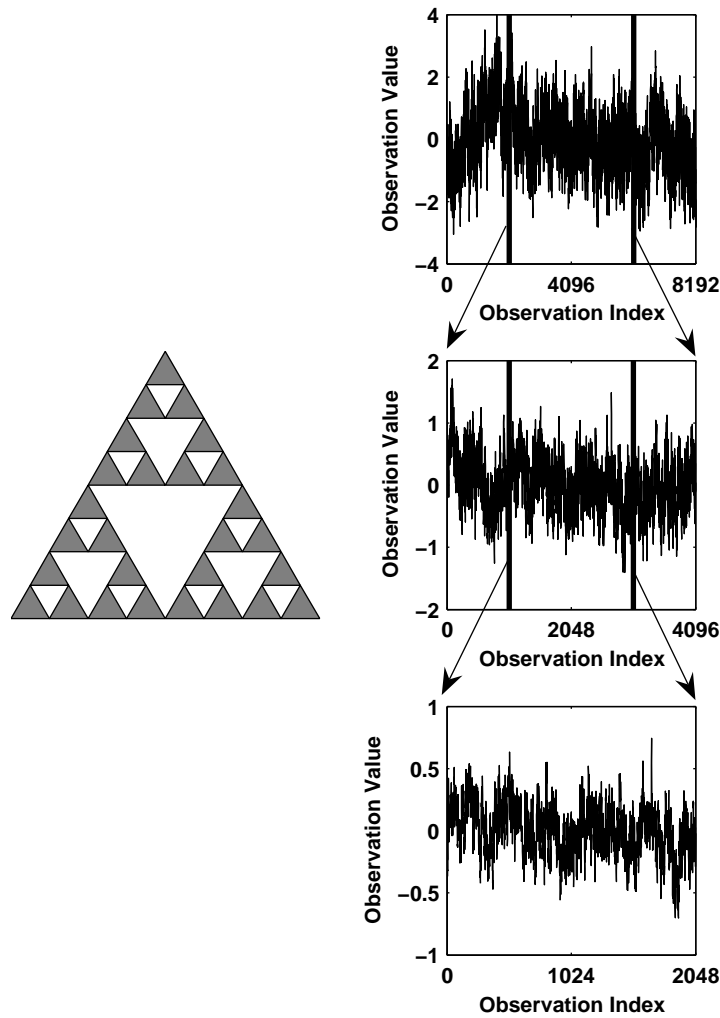 4
2
0
−2
−4
Observation Value
0 4096 8192
Observation Index
2
1
0
−1
−2
Observation Value
0 2048 4096
Observation Index
1
0.5
0
−0.5
−1
Observation Value
0 1024 2048
Observation Index